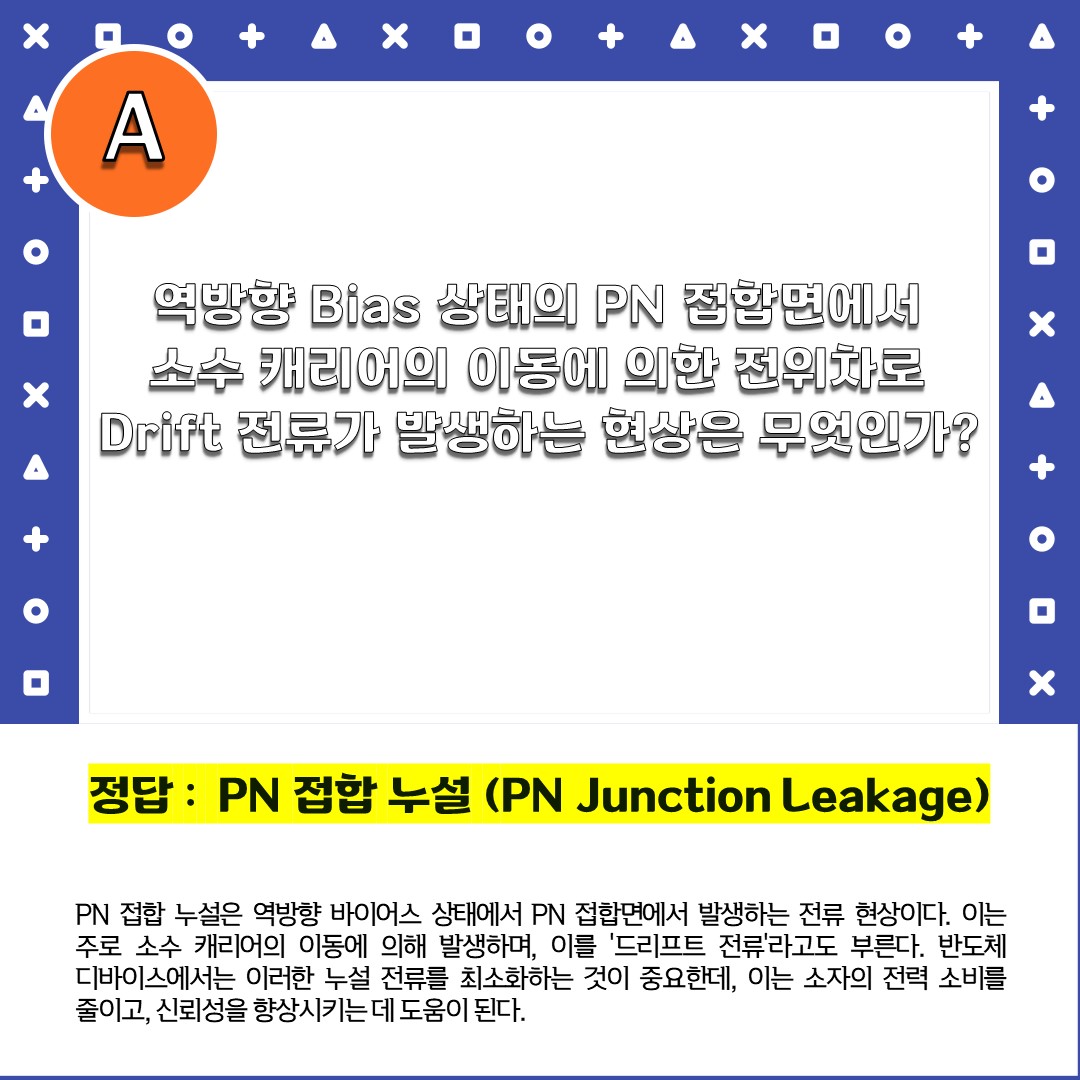 A
역방향 Bias 상태의 PN 접합면에서
소수 캐리어의 이동에 의한 전위차로
Drift 전류가 발생하는 현상은 무엇인가?
정답 : PN 접합 누설 (PN Junction Leakage)
PN 접합 누설은 역방향 바이어스 상태에서 PN 접합면에서 발생하는 전류 현상이다. 이는
주로 소수 캐리어의 이동에 의해 발생하며, 이를 '드리프트 전류'라고도 부른다. 반도체
디바이스에서는 이러한 누설 전류를 최소화하는 것이 중요한데, 이는 소자의 전력 소비를
줄이고, 신뢰성을 향상시키는 데 도움이 된다.